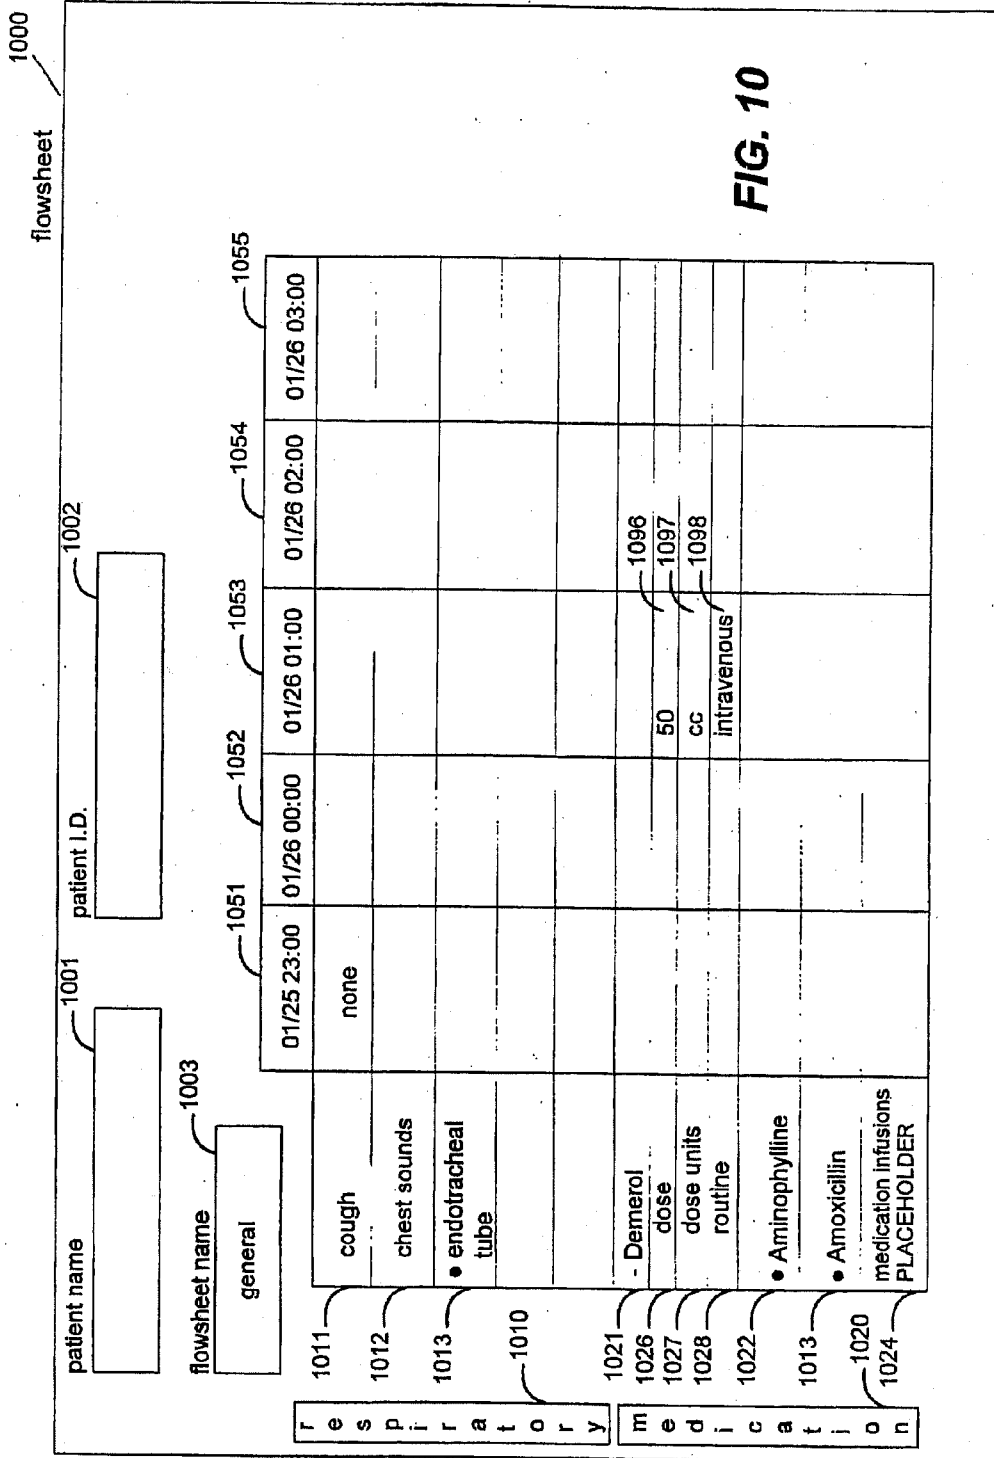 flowsheet
1000
patient name
1001
patient I.D.
1002
flowsheet name
1003
general
1051
1052
1053
1054
1055
01/25 23:00
01/26 00:00
01/26 01:00
01/26 02:00
01/26 03:00
respiratory
1010
1011
cough
none
1012
chest sounds
1013
• endotracheal
tube
medication
1020
1021
- Demerol
1026
dose
50
1096
1027
dose units
cc
1097
1028
routine
intravenous
1098
1022
• Aminophylline
1013
• Amoxicillin
1024
medication infusions
PLACEHOLDER
FIG. 10